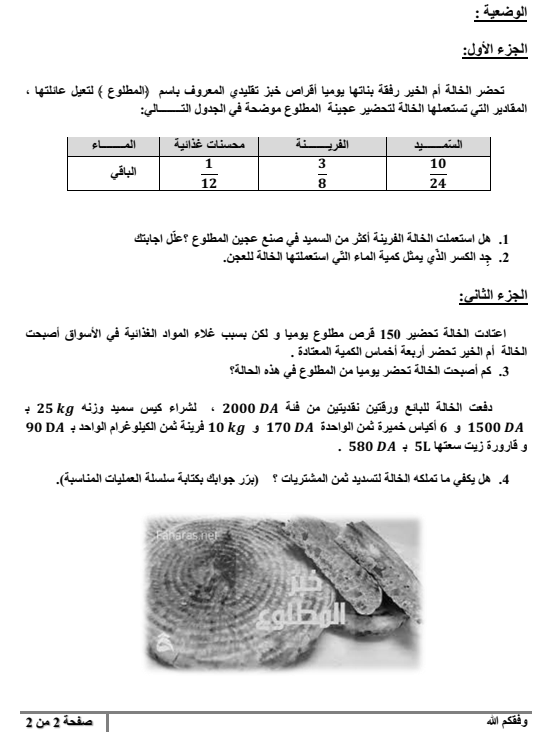 الوضعية :
الجزء الأول:
تحضر الخالة أم الخير رفقة بناتها يوميا أقراص خبز تقليدي المعروف باسم (المطلوع ) لتعيل عائلتها ،
المقادير التي تستعملها الخالة لتحضير عجينة المطلوع موضحة في الجدول التـــــالي:
السّميـــــد الفريـــــنة محسنات غذائية المـــــــاء
10/24 3/8 1/12 الباقي
1. هل استعملت الخالة الفرينة أكثر من السميد في صنع عجين المطلوع ؟علّل اجابتك
2. جِد الكسر الذّي يمثل كمية الماء التّي استعملتها الخالة للعجن.
الجزء الثاني:
اعتادت الخالة تحضير 150 قرص مطلوع يوميا و لكن بسبب غلاء المواد الغذائية في الأسواق أصبحت
الخالة أم الخير تحضر أربعة أخماس الكمية المعتادة .
3. كم أصبحت الخالة تحضر يوميا من المطلوع في هذه الحالة؟
دفعت الخالة للبائع ورقتين نقديتين من فئة 2000 DA ، لشراء كيس سميد وزنه 25 kg بـ
1500 DA و 6 أكياس خميرة ثمن الواحدة 170 DA و 10 kg فرينة ثمن الكيلوغرام الواحد بـ 90 DA
و قارورة زيت سعتها 5L بـ 580 DA .
4. هل يكفي ما تملكه الخالة لتسديد ثمن المشتريات ؟ (برّر جوابك بكتابة سلسلة العمليات المناسبة).
Faharas.net
خبز
المطلوع
وفقكم الله
صفحة 2 من 2